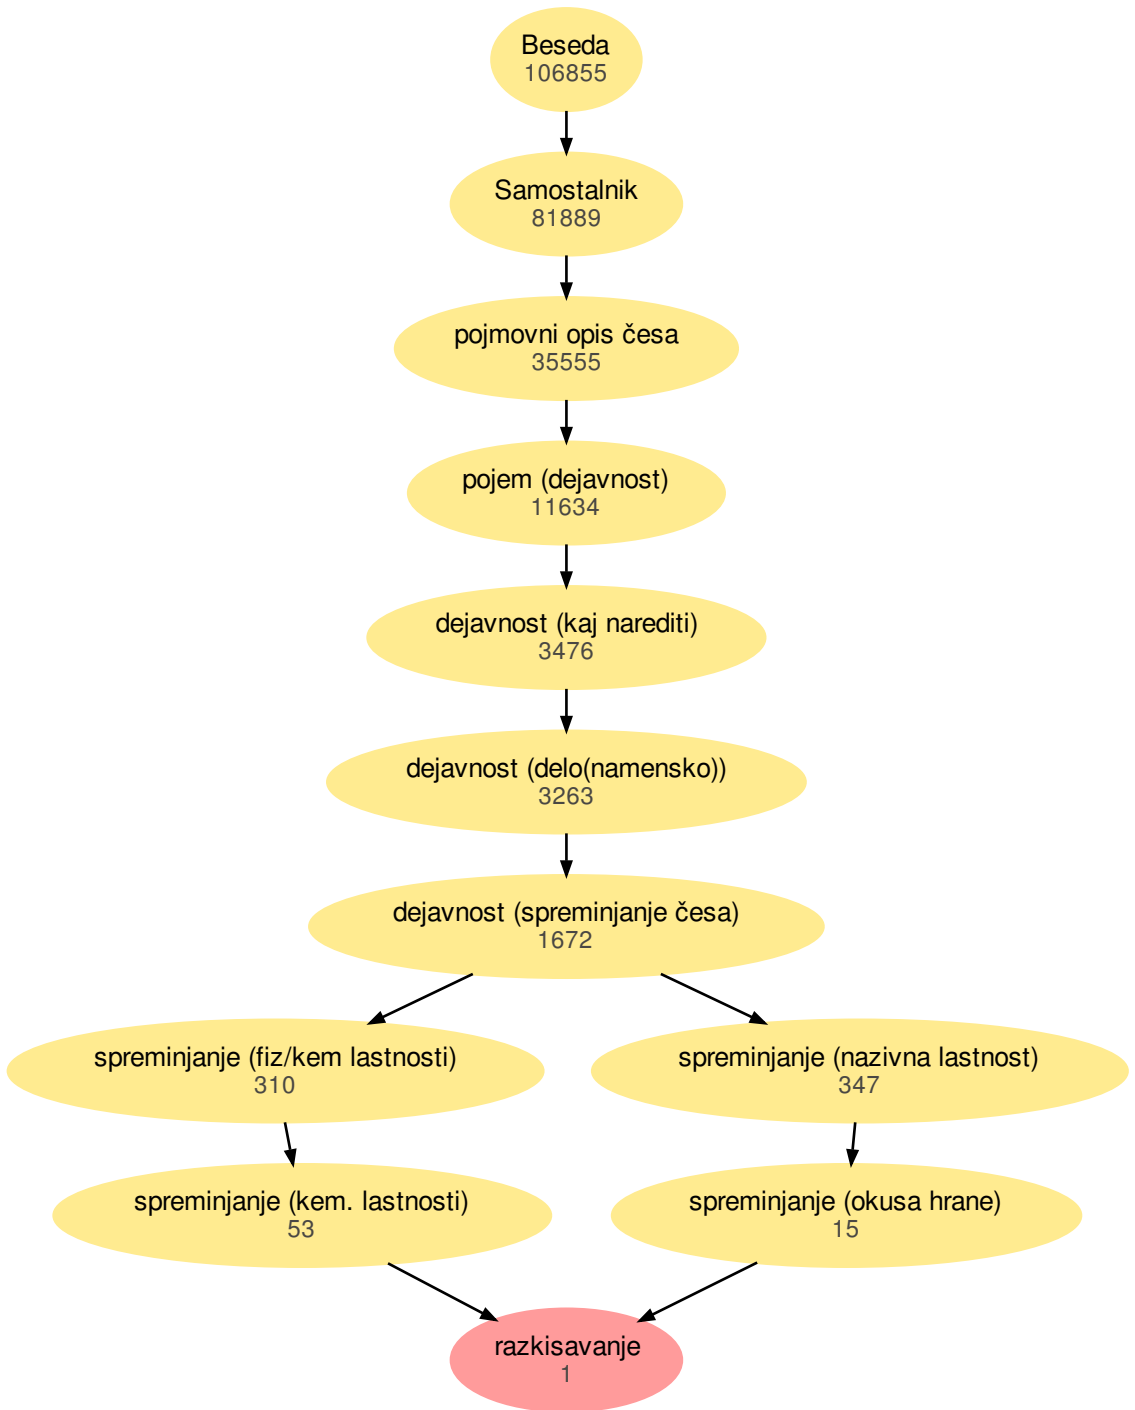 Beseda
106855
Samostalnik
81889
pojmovni opis česa
35555
pojem (dejavnost)
11634
dejavnost (kaj narediti)
3476
dejavnost (delo(namensko))
3263
dejavnost (spreminjanje česa)
1672
spreminjanje (fiz/kem lastnosti)
310
spreminjanje (nazivna lastnost)
347
spreminjanje (kem. lastnosti)
53
spreminjanje (okusa hrane)
15
razkisavanje
1